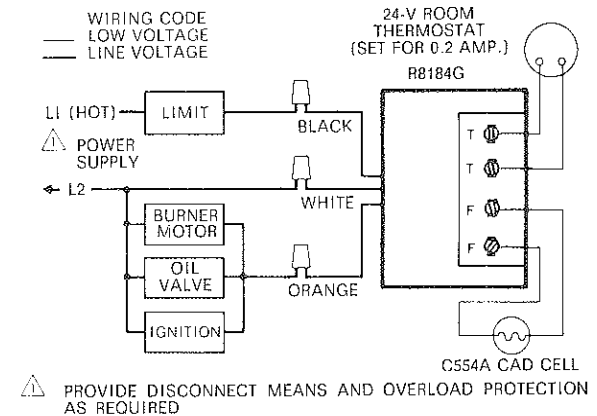 WIRING CODE
LOW VOLTAGE
LINE VOLTAGE
24-V ROOM
THERMOSTAT
(SET FOR 0.2 AMP.)
R8184G
L1 (HOT)
LIMIT
BLACK
1 POWER
SUPPLY
L2
WHITE
BURNER
MOTOR
OIL
VALVE
ORANGE
IGNITION
T
T
F
F
C554A CAD CELL
1 PROVIDE DISCONNECT MEANS AND OVERLOAD PROTECTION
AS REQUIRED